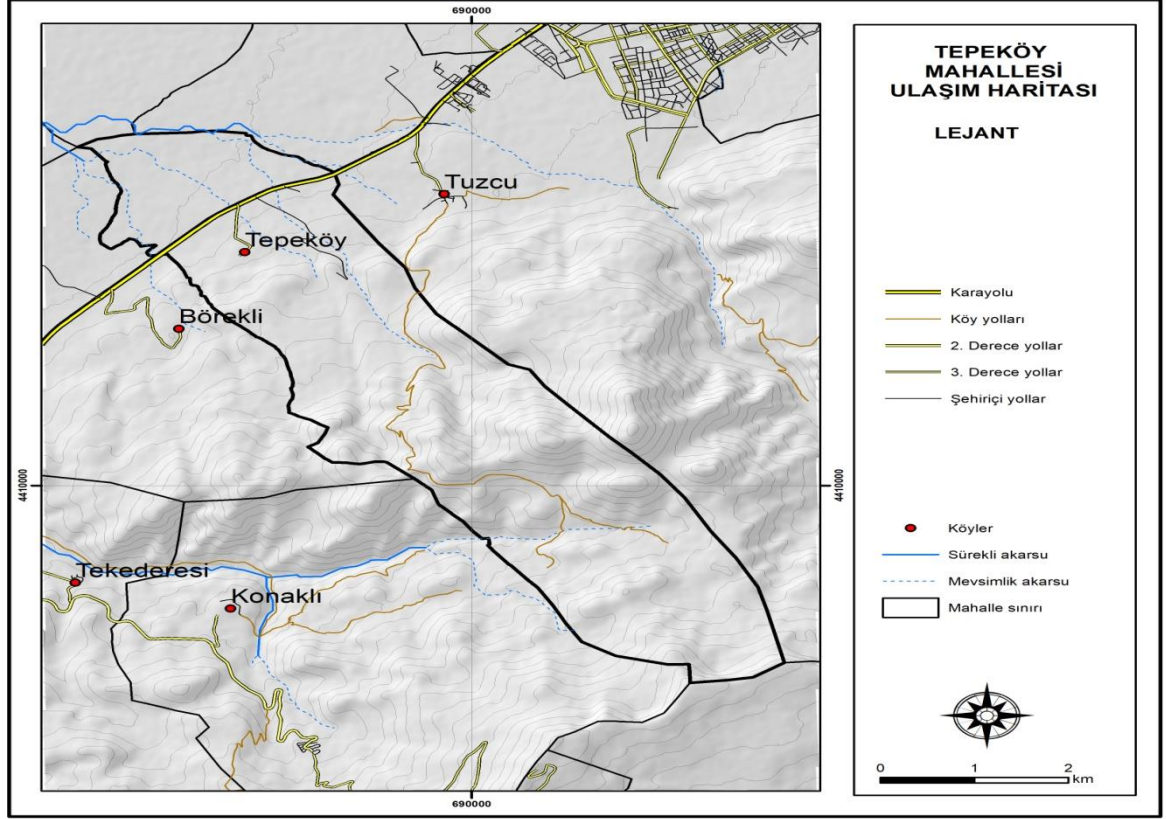 690000
Tuzcu
Tepeköy
Börekli
4410000
4410000
Tekederesi
Konaklı
690000
TEPEKÖY
MAHALLESİ
ULAŞIM HARİTASI
LEJANT
Karayolu
Köy yolları
2. Derece yollar
3. Derece yollar
Şehiriçi yollar
Köyler
Sürekli akarsu
Mevsimlik akarsu
Mahalle sınırı
0 1 2
km